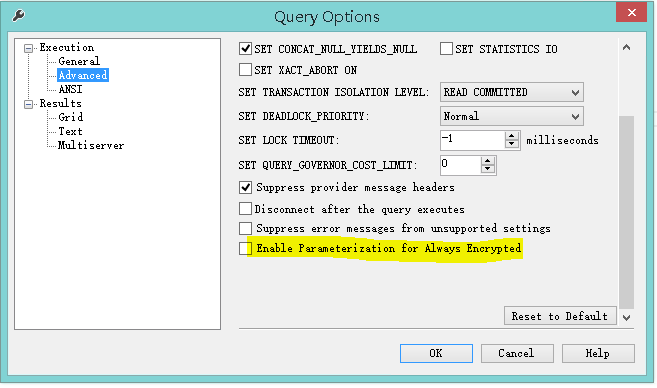 Query Options
Execution
General
Advanced
ANSI
Results
Grid
Text
Multiserver
SET CONCAT_NULL_YIELDS_NULL SET STATISTICS IO
SET XACT_ABORT ON
SET TRANSACTION ISOLATION LEVEL: READ COMMITTED
SET DEADLOCK_PRIORITY: Normal
SET LOCK TIMEOUT: -1 milliseconds
SET QUERY_GOVERNOR_COST_LIMIT: 0
Suppress provider message headers
Disconnect after the query executes
Suppress error messages from unsupported settings
Enable Parameterization for Always Encrypted
Reset to Default
OK Cancel Help